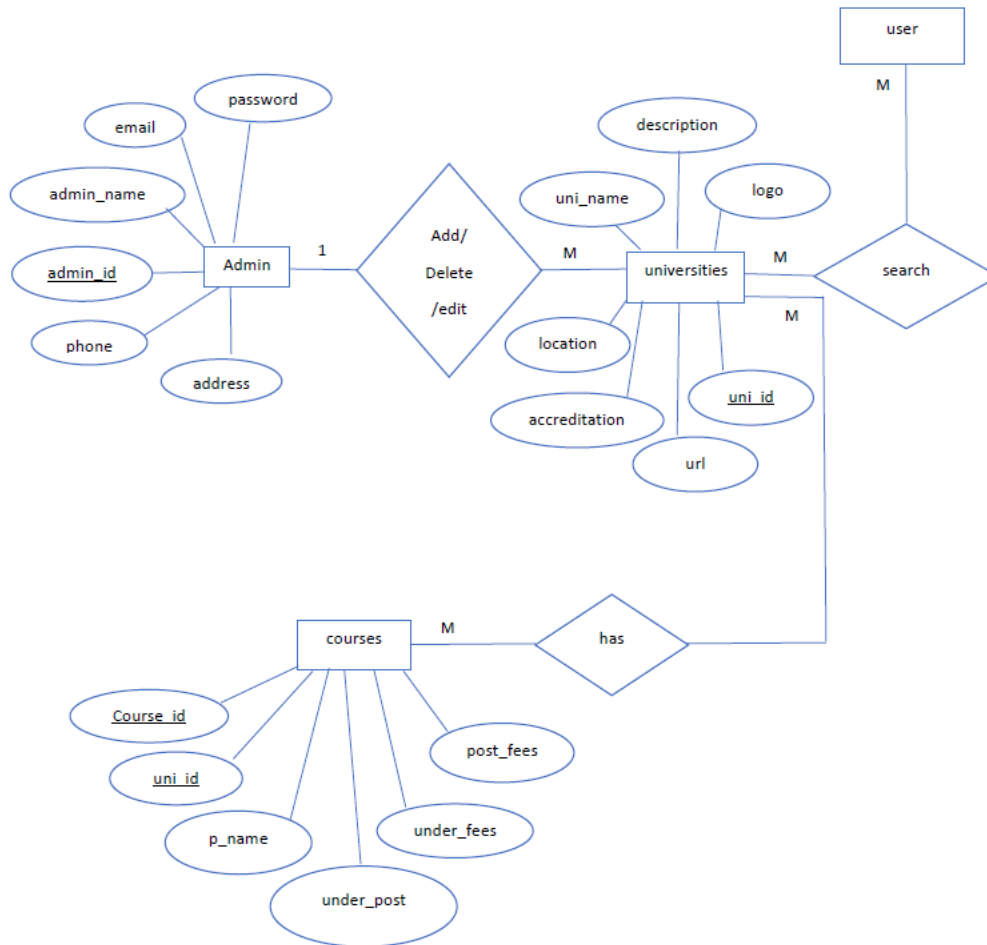 user
M
password
email
description
admin_name
uni_name
logo
Add/
Delete
/edit
1
M
M
Admin
universities
search
admin_id
M
phone
location
address
accreditation
uni_id
url
courses
M
has
Course_id
post_fees
uni_id
p_name
under_fees
under_post